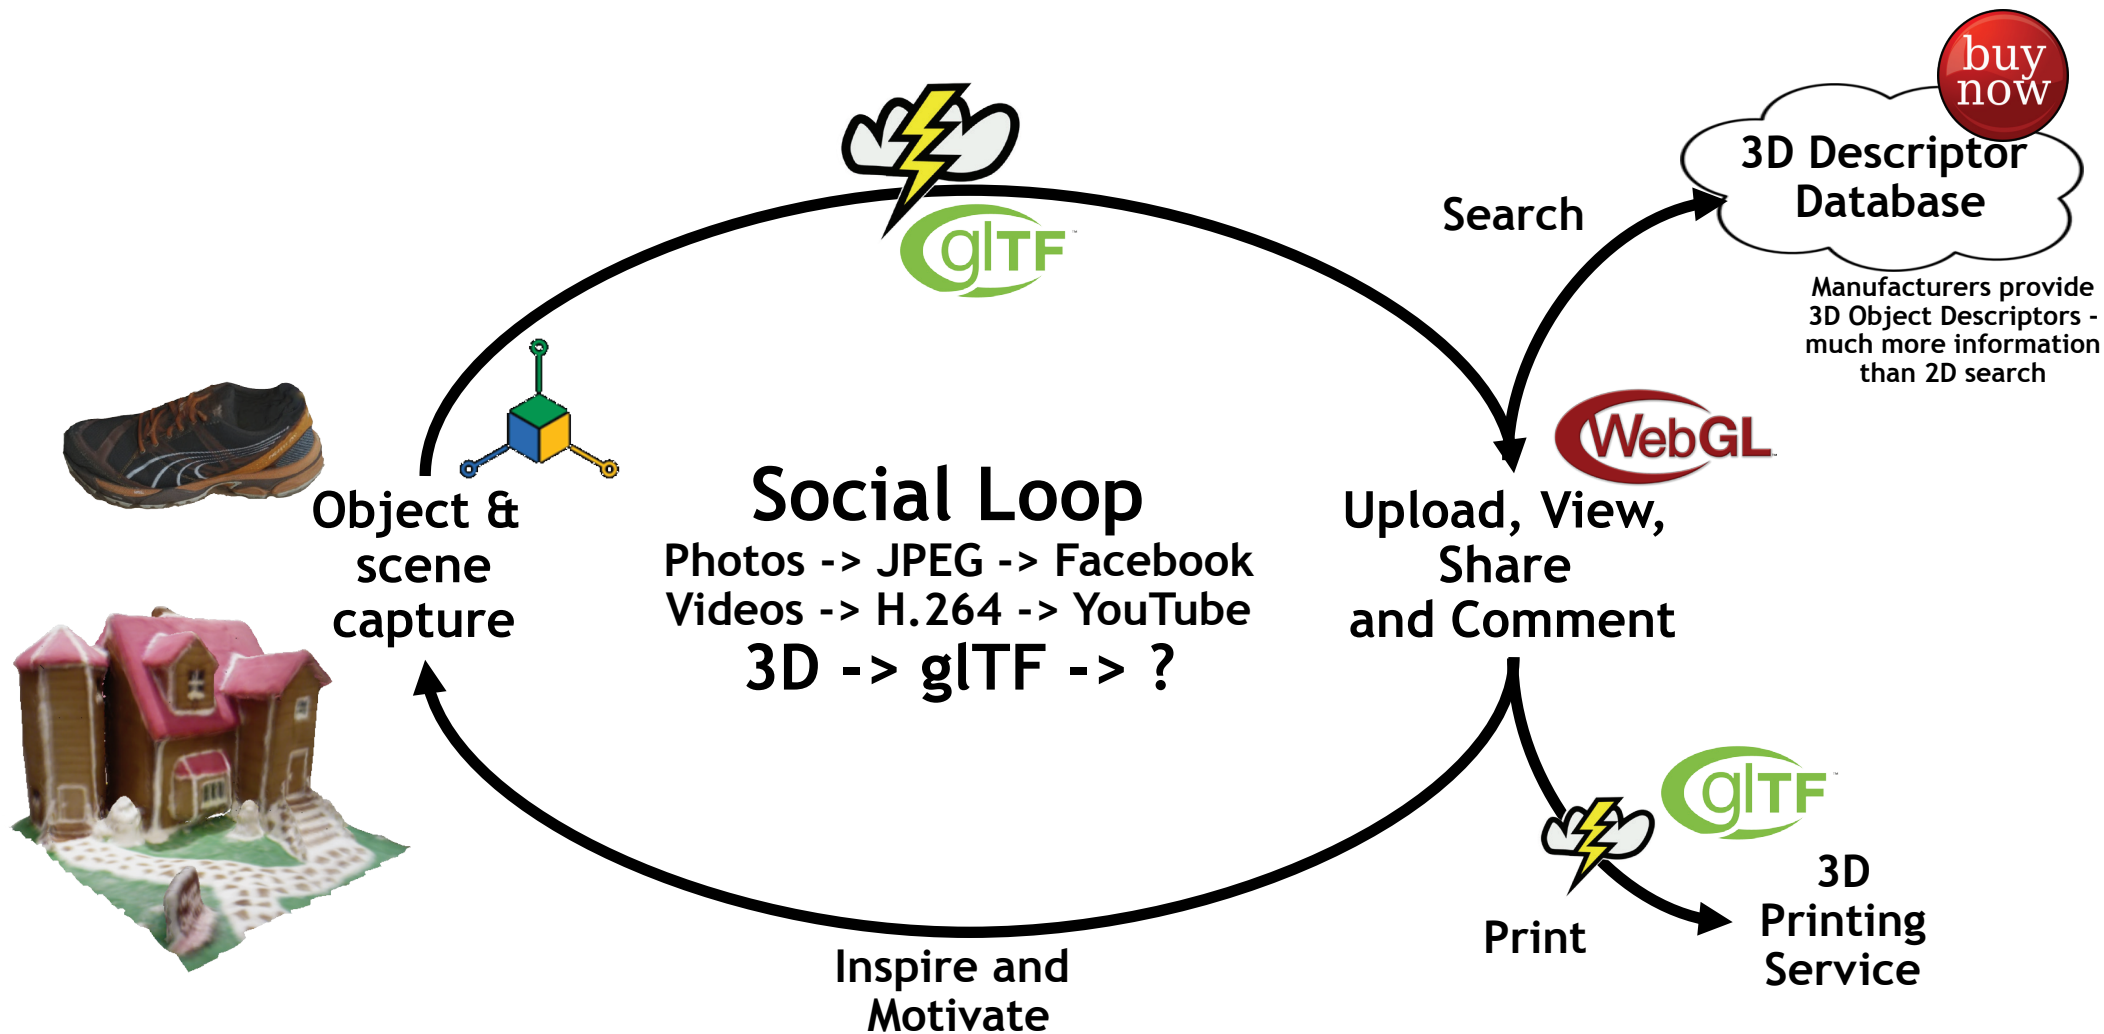 buy
now
3D Descriptor
Database
Search
glTF™
Manufacturers provide
3D Object Descriptors -
much more information
than 2D search
WebGL
Object &
scene
capture
Social Loop
Photos -> JPEG -> Facebook
Videos -> H.264 -> YouTube
3D -> glTF -> ?
Upload, View,
Share
and Comment
glTF™
3D
Printing
Service
Print
Inspire and
Motivate